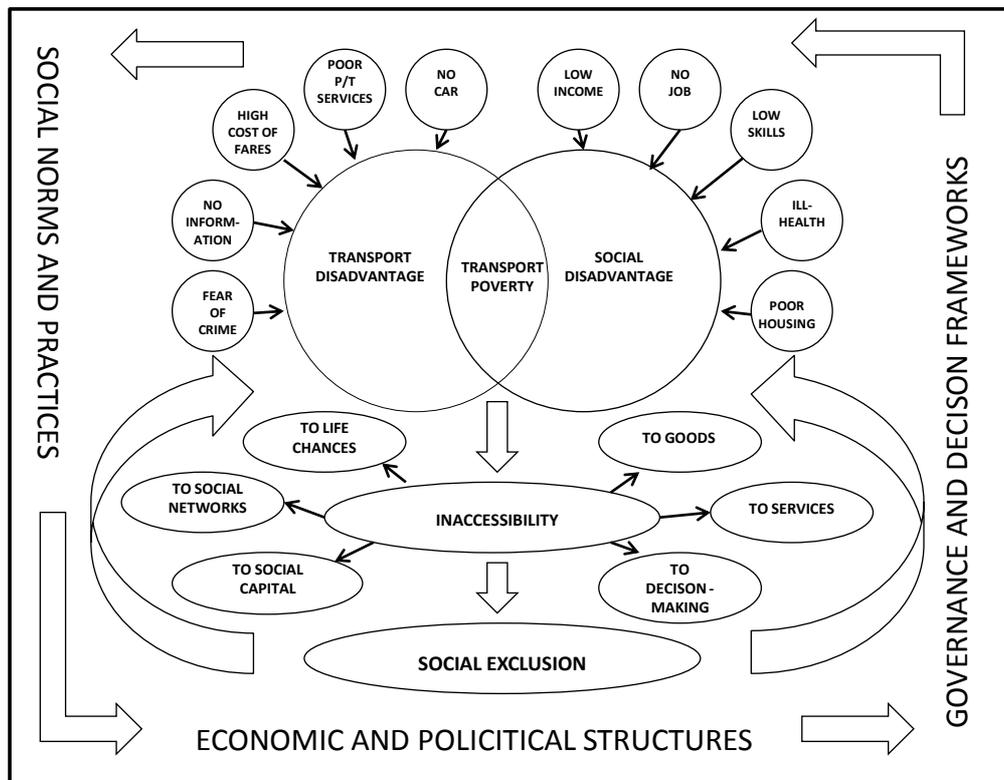 SOCIAL NORMS AND PRACTICES
POOR
P/T
SERVICES
NO
CAR
LOW
INCOME
NO
JOB
HIGH
COST OF
FARES
LOW
SKILLS
NO
INFORM-
ATION
ILL-
HEALTH
FEAR
OF
CRIME
POOR
HOUSING
TRANSPORT
DISADVANTAGE
TRANSPORT
POVERTY
SOCIAL
DISADVANTAGE
GOVERNANCE AND DECISON FRAMEWORKS
TO LIFE
CHANCES
TO GOODS
TO SOCIAL
NETWORKS
INACCESSIBILITY
TO SERVICES
TO SOCIAL
CAPITAL
TO
DECISON-
MAKING
SOCIAL EXCLUSION
ECONOMIC AND POLICITICAL STRUCTURES